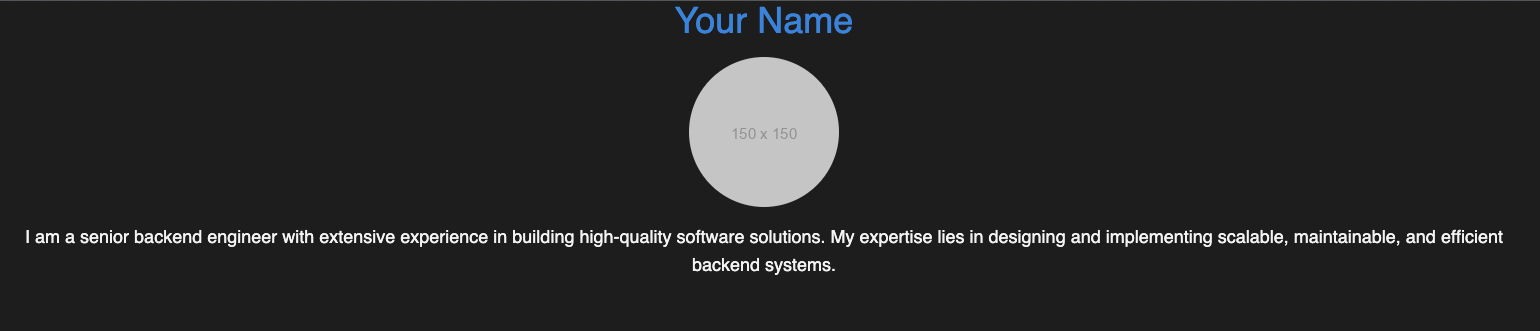 Your Name
150 x 150
I am a senior backend engineer with extensive experience in building high-quality software solutions. My expertise lies in designing and implementing scalable, maintainable, and efficient
backend systems.